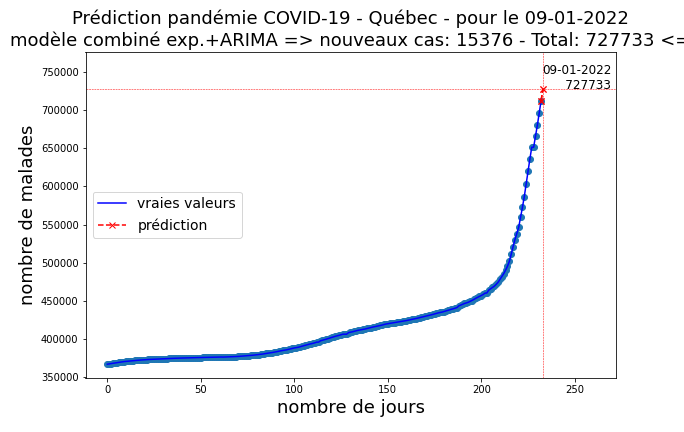 Prédiction pandémie COVID-19 - Québec - pour le 09-01-2022
modèle combiné exp.+ARIMA => nouveaux cas: 15376 - Total: 727733 <=
09-01-2022
727733
nombre de malades
750000
700000
650000
600000
550000
500000
450000
400000
350000
vraies valeurs
prédiction
0
50
100
150
200
250
nombre de jours